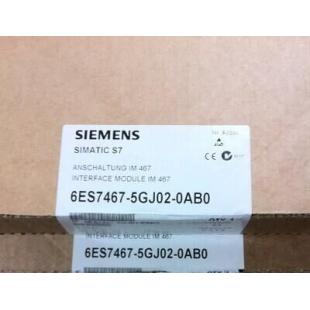 SIEMENS
SIMATIC S7
ANSCHALTUNG IM 467
INTERFACE MODULE IM 467
6ES7467-5GJ02-0AB0
INTERFACE MODULE IM 467
6ES7467-5GJ02-0AB0